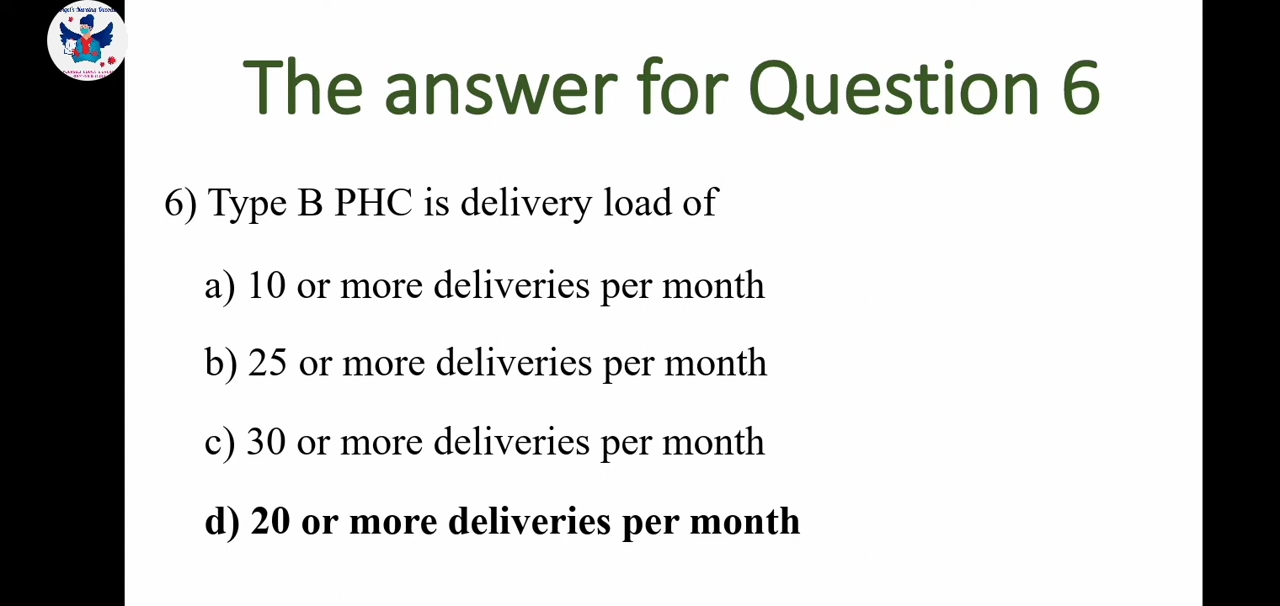 The answer for Question 6
6) Type B PHC is delivery load of
a) 10 or more deliveries per month
b) 25 or more deliveries per month
c) 30 or more deliveries per month
d) 20 or more deliveries per month